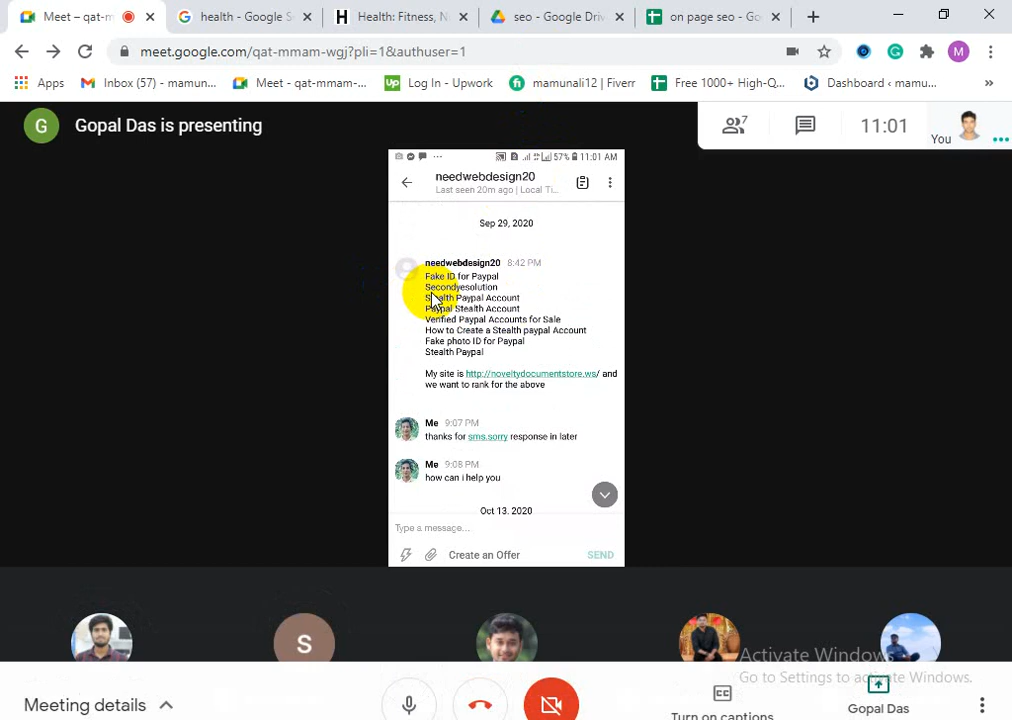 Meet – qat-m
health - Google S
Health: Fitness, N
seo - Google Driv
on page seo - Go
meet.google.com/qat-mmam-wgj?pli=1&authuser=1
M
Apps
Inbox (57) - mamun...
Meet - qat-mmam-...
Up
Log In - Upwork
fi
mamunali12 | Fiverr
Free 1000+ High-Q...
Dashboard ‹ mamu...
»
G
Gopal Das is presenting
7
11:01
You
57% 11:01 AM
needwebdesign20
Last seen 20m ago | Local Ti...
Sep 29, 2020
needwebdesign20 8:42 PM
Fake ID for Paypal
Secondyesolution
Stealth Paypal Account
Paypal Stealth Account
Verified Paypal Accounts for Sale
How to Create a Stealth paypal Account
Fake photo ID for Paypal
Stealth Paypal
My site is http://noveltydocumentstore.ws/ and
we want to rank for the above
Me 9:07 PM
thanks for sms.sorry response in later
Me 9:08 PM
how can i help you
Oct 13, 2020
Type a message...
Create an Offer
SEND
S
Activate Windows
Go to Settings to activate Windows.
Meeting details
Turn on captions
Gopal Das